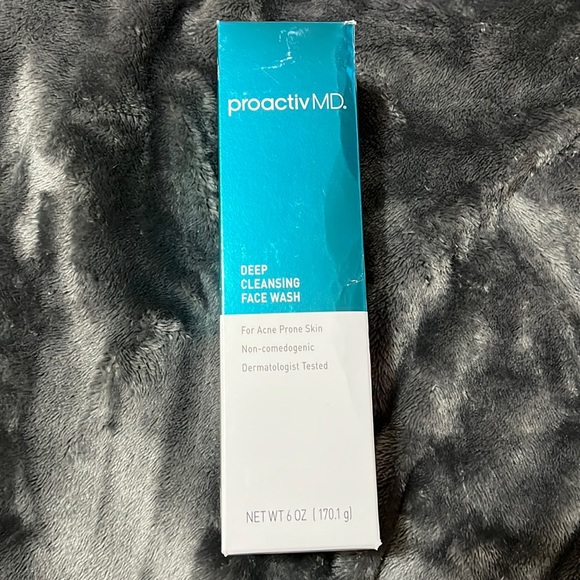 proactivMD.
DEEP
CLEANSING
FACE WASH
For Acne Prone Skin
Non-comedogenic
Dermatologist Tested
NET WT 6 OZ (170.1 g)